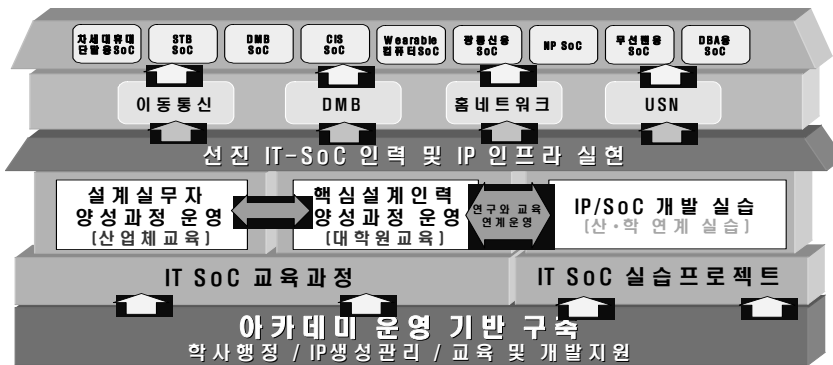 차세대휴대 단말용SoC
STB SoC
DMB SoC
CIS SoC
Wearable 컴퓨터SoC
광통신용 SoC
NP SoC
무선랜용 SoC
DBA용 SoC
이동통신
DMB
홈네트워크
USN
선진 IT-SoC 인력 및 IP 인프라 실현
설계실무자
양성과정 운영
(산업체교육)
핵심설계인력
양성과정 운영
(대학원교육)
연구와 교육
연계운영
IP/SoC 개발 실습
(산·학 연계 실습)
IT SoC 교육과정
IT SoC 실습프로젝트
아카데미 운영 기반 구축
학사행정 / IP생성관리 / 교육 및 개발지원